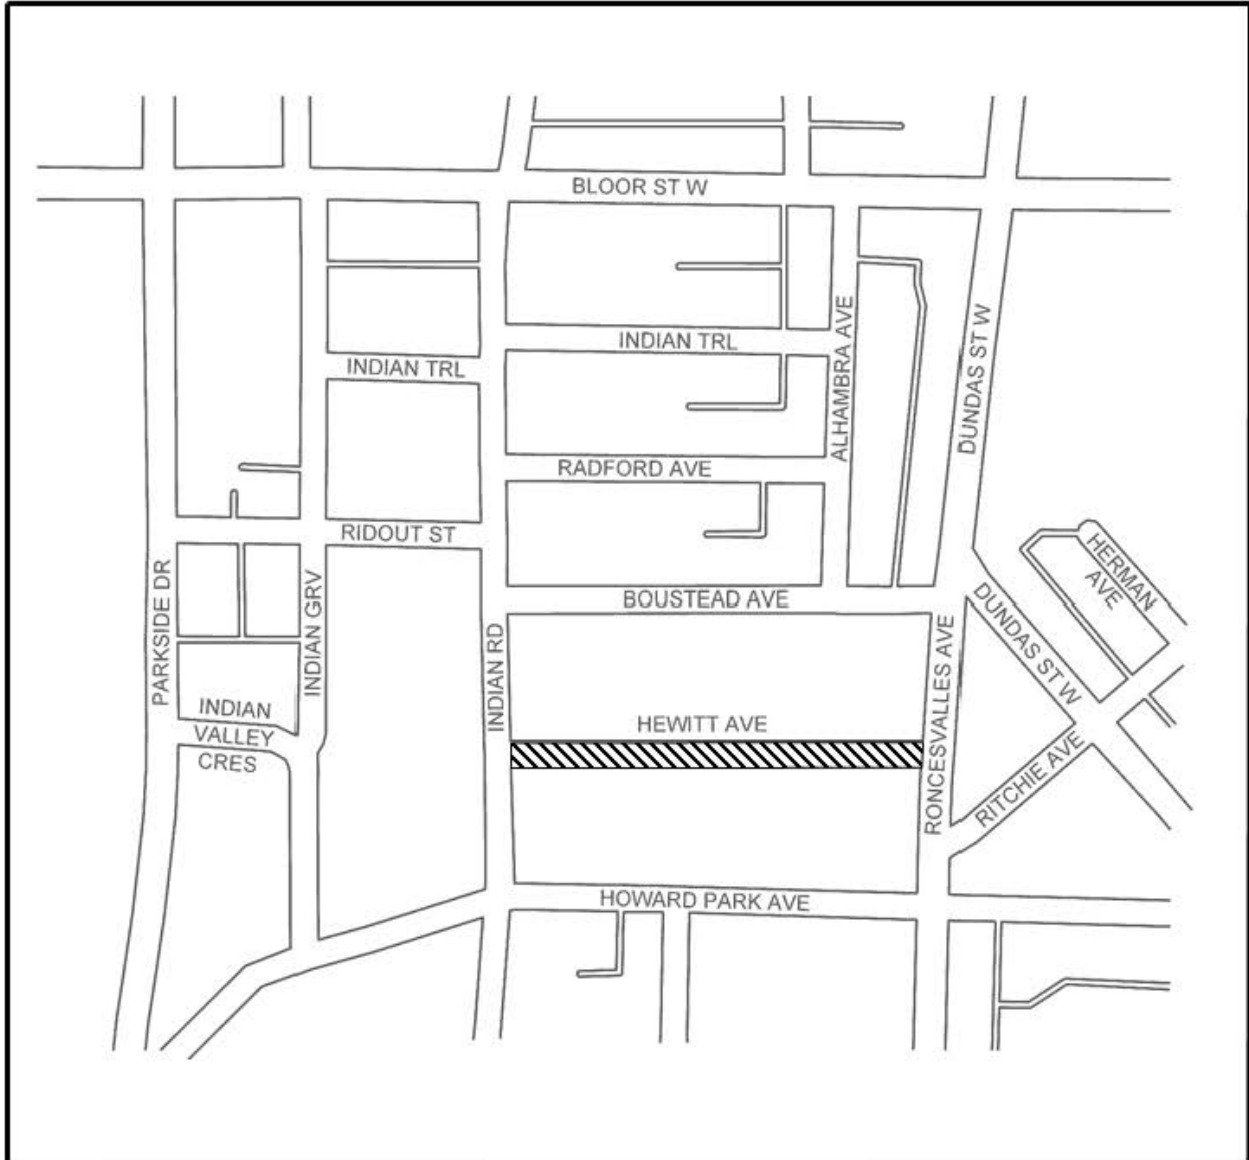 BLOOR ST W
INDIAN TRL
INDIAN TRL
ALHAMBRA AVE
DUNDAS ST W
RADFORD AVE
RIDOUT ST
HERMAN
AVE
PARKSIDE DR
INDIAN GRV
INDIAN RD
BOUSTEAD AVE
RONCESVALLES AVE
DUNDAS ST W
INDIAN
VALLEY
CRES
HEWITT AVE
RITCHIE AVE
HOWARD PARK AVE